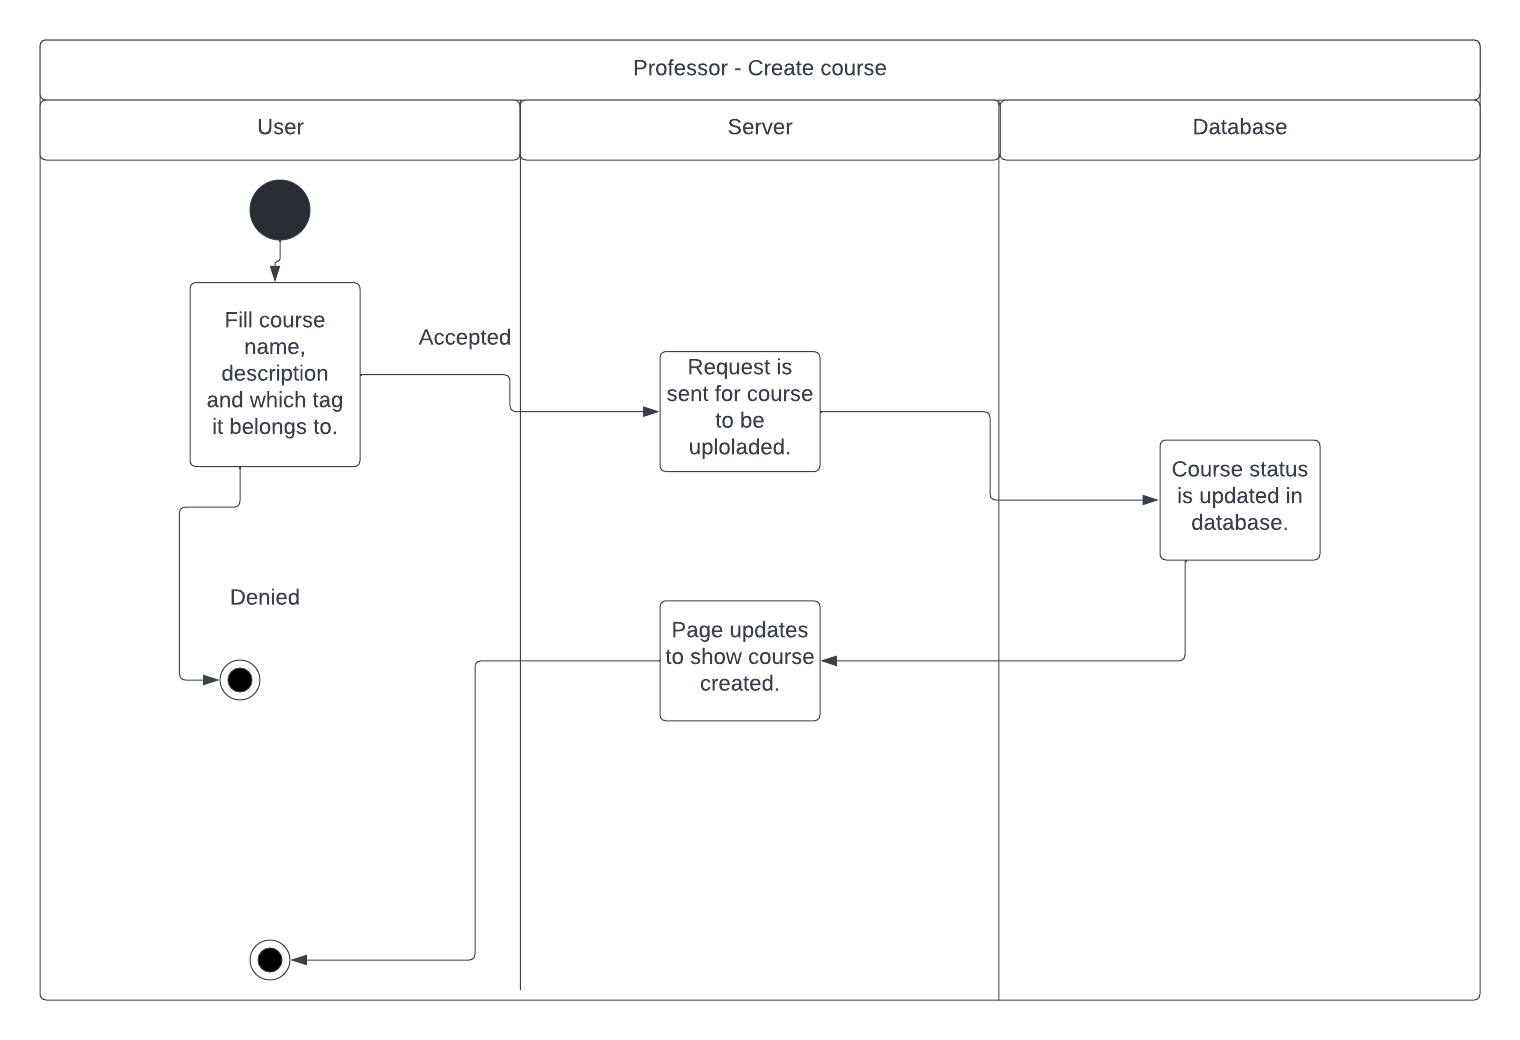 Professor - Create course
User
Server
Database
Fill course
name,
description
and which tag
it belongs to.
Accepted
Request is
sent for course
to be
uploladed.
Course status
is updated in
database.
Denied
Page updates
to show course
created.